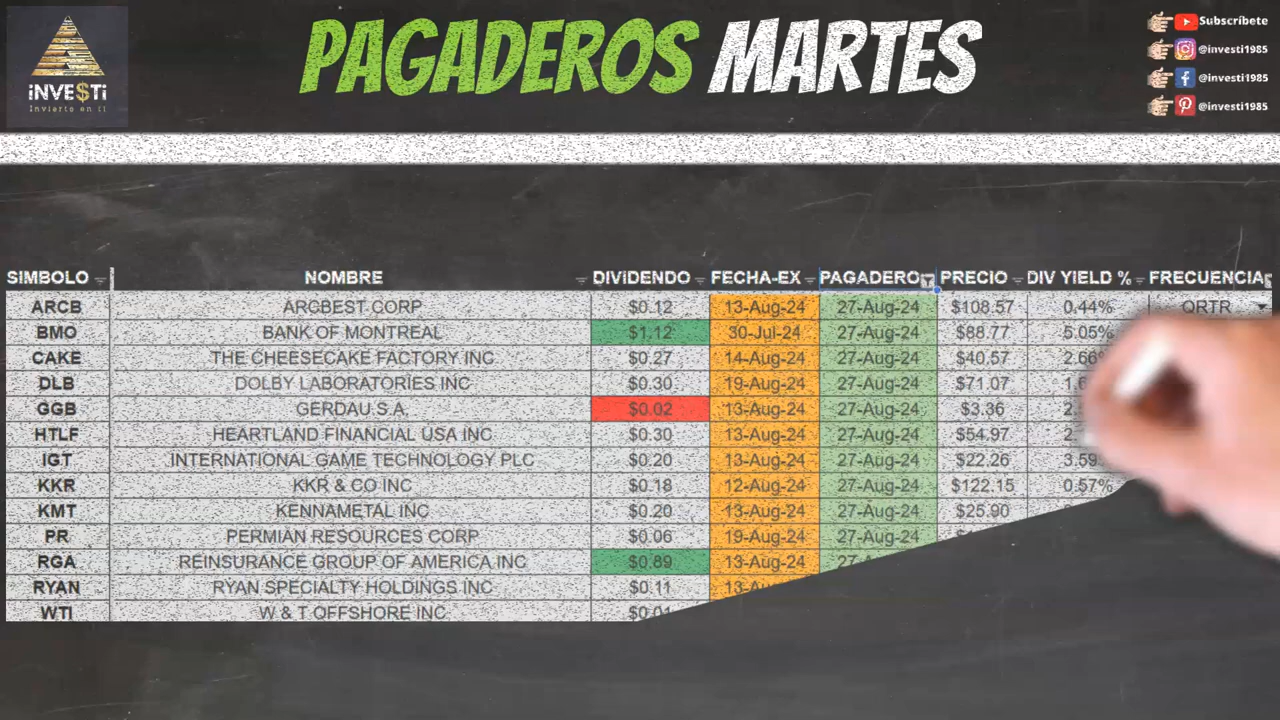 PAGADEROS MARTES
iNVE$Ti
Invierto en ti
Subscríbete
@investi1985
@investi1985
@investi1985
SIMBOLO NOMBRE DIVIDENDO FECHA-EX PAGADERO PRECIO DIV YIELD % FRECUENCIA
ARCB ARCBEST CORP $0.12 13-Aug-24 27-Aug-24 $108.57 0.44% QRTR
BMO BANK OF MONTREAL $1.12 30-Jul-24 27-Aug-24 $88.77 5.05%
CAKE THE CHEESECAKE FACTORY INC $0.27 14-Aug-24 27-Aug-24 $40.57 2.66%
DLB DOLBY LABORATORIES INC $0.30 19-Aug-24 27-Aug-24 $71.07
GGB GERDAU S.A. $0.02 13-Aug-24 27-Aug-24 $3.36
HTLF HEARTLAND FINANCIAL USA INC $0.30 13-Aug-24 27-Aug-24 $54.97
IGT INTERNATIONAL GAME TECHNOLOGY PLC $0.20 13-Aug-24 27-Aug-24 $22.26 3.59
KKR KKR & CO INC $0.18 12-Aug-24 27-Aug-24 $122.15 0.57%
KMT KENNAMETAL INC $0.20 13-Aug-24 27-Aug-24 $25.90
PR PERMIAN RESOURCES CORP $0.06 19-Aug-24 27-Aug-24
RGA REINSURANCE GROUP OF AMERICA INC $0.89 13-Aug-24 27
RYAN RYAN SPECIALTY HOLDINGS INC $0.11
WTI W & T OFFSHORE INC